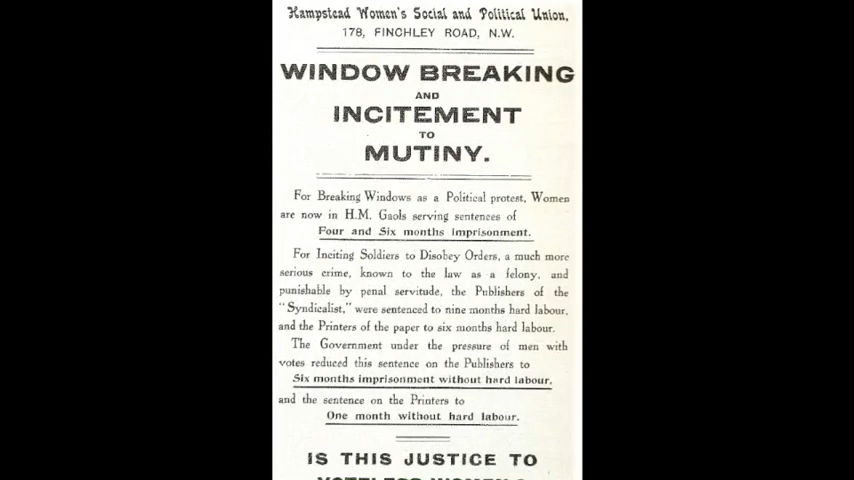 Hampstead Women's Social and Political Union,
178, FINCHLEY ROAD, N.W.
WINDOW BREAKING
AND
INCITEMENT
TO
MUTINY.
For Breaking Windows as a Political protest, Women
are now in H.M. Gaols serving sentences of
Four and Six months imprisonment.
For Inciting Soldiers to Disobey Orders, a much more
serious crime, known to the law as a felony, and
punishable by penal servitude, the Publishers of the
"Syndicalist," were sentenced to nine months hard labour,
and the Printers of the paper to six months hard labour.
The Government under the pressure of men with
votes reduced this sentence on the Publishers to
Six months imprisonment without hard labour,
and the sentence on the Printers to
One month without hard labour.
IS THIS JUSTICE TO
VOTELESS WOMEN?